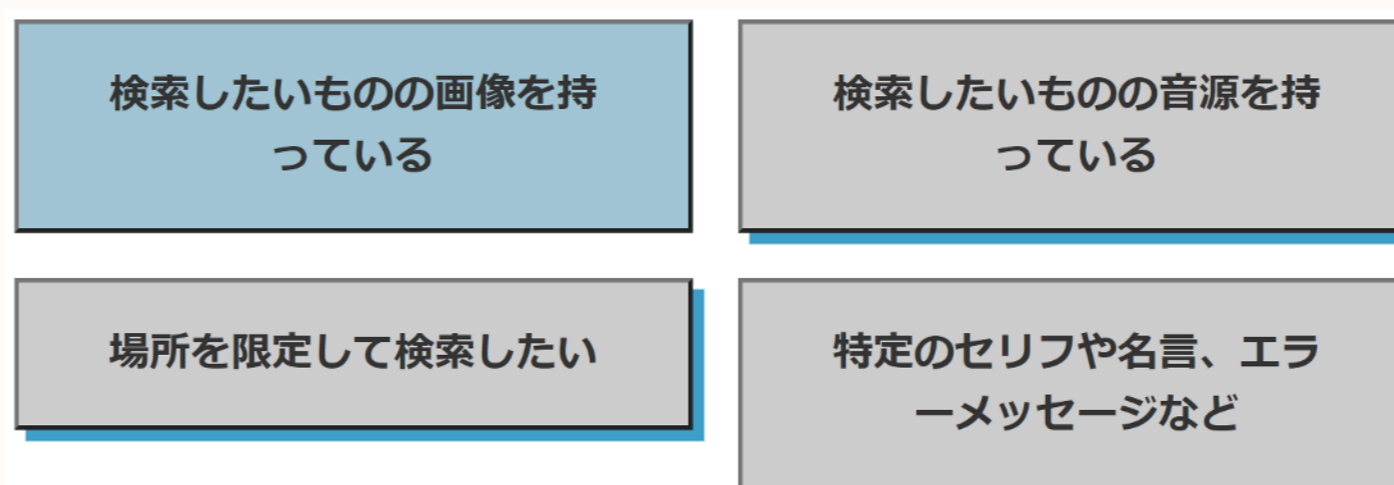 検索したいものの画像を持
っている
検索したいものの音源を持
っている
場所を限定して検索したい
特定のセリフや名言、エラ
ーメッセージなど